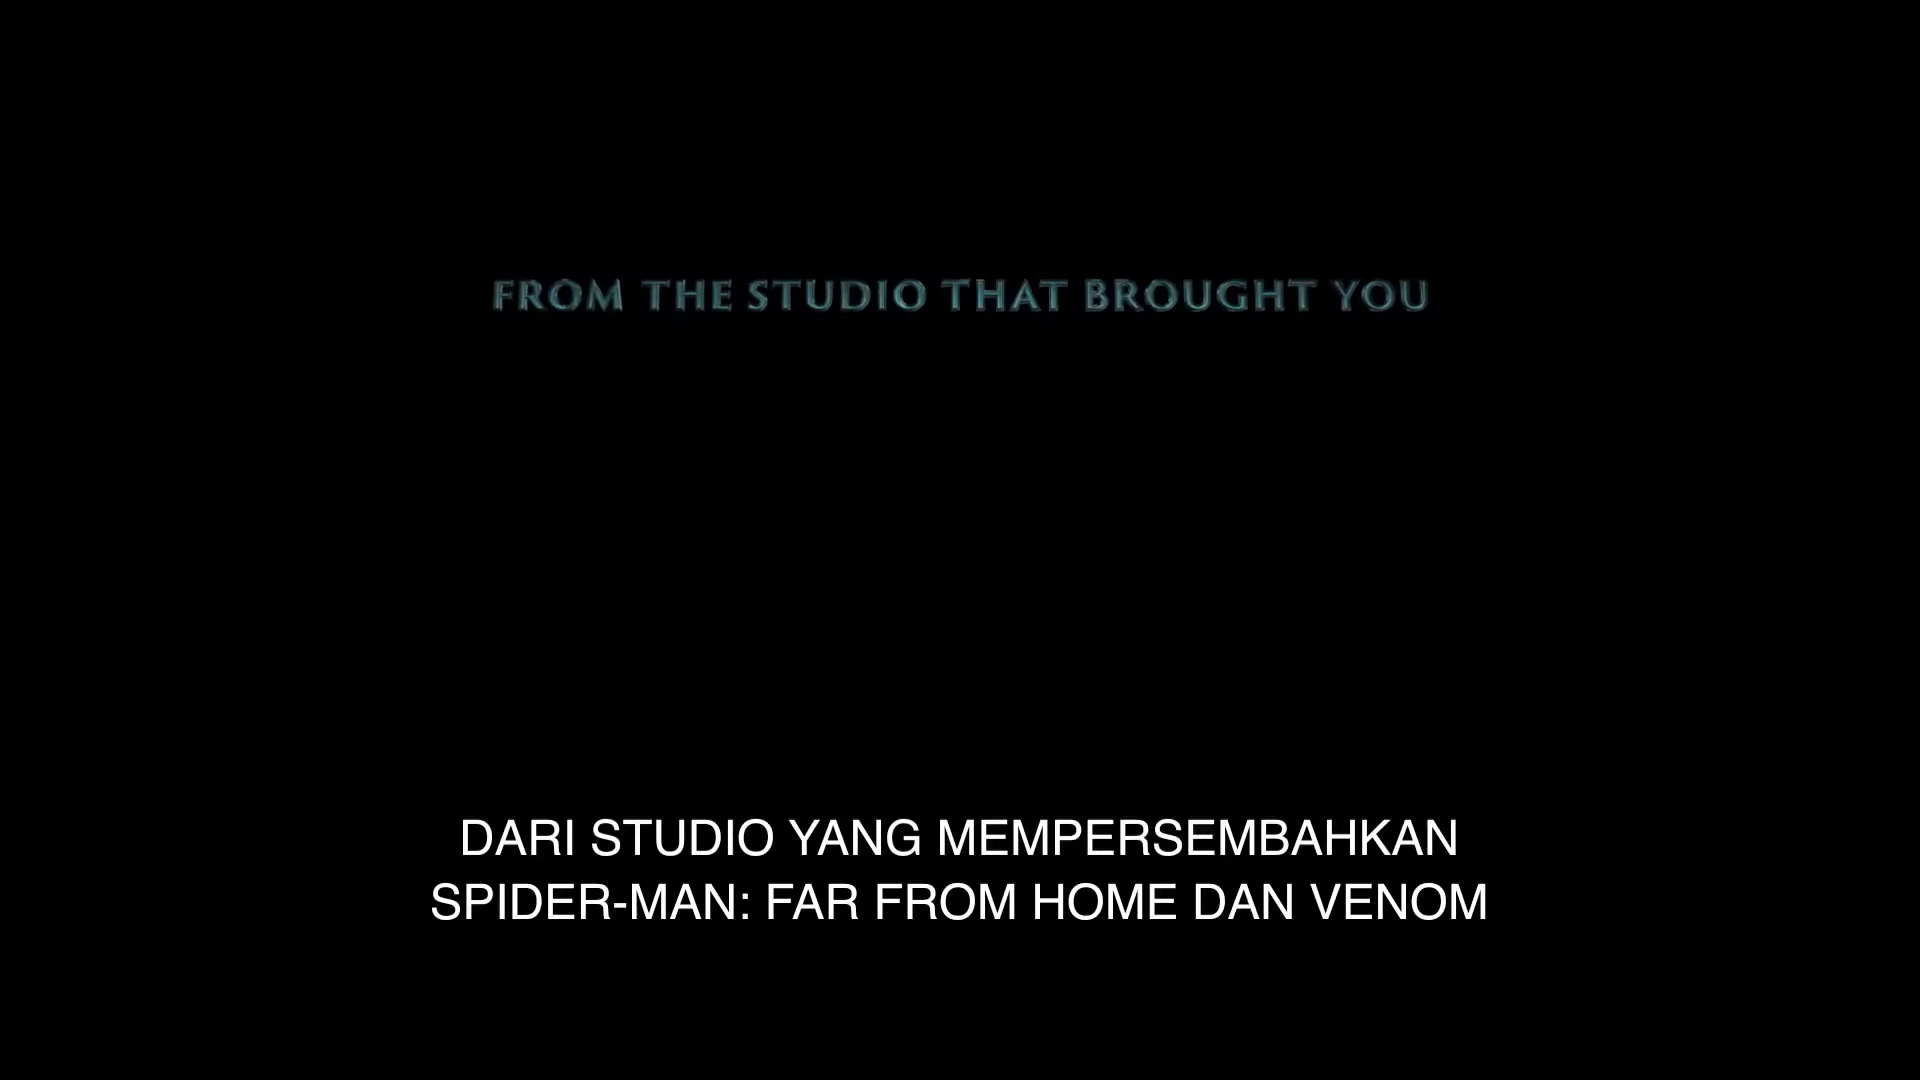 FROM THE STUDIO THAT BROUGHT YOU
DARI STUDIO YANG MEMPERSEMBAHKAN
SPIDER-MAN: FAR FROM HOME DAN VENOM